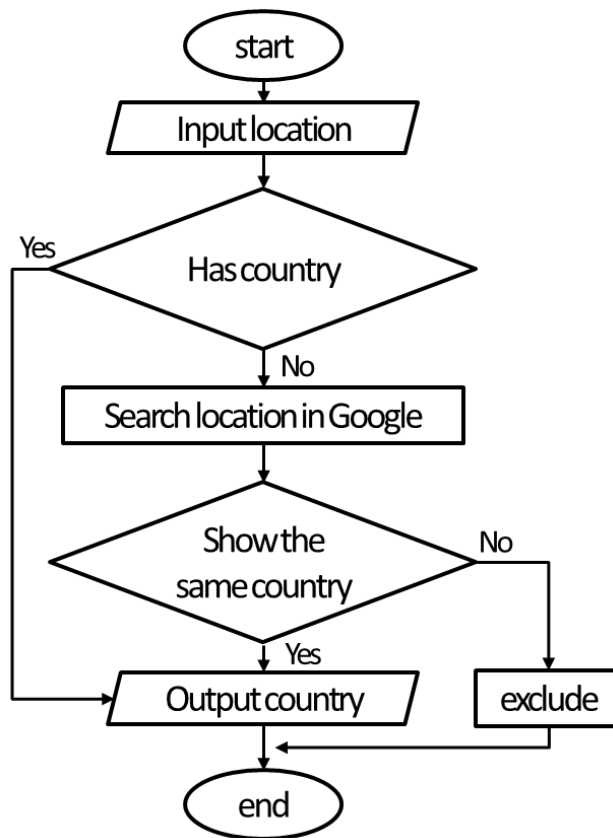 start
Input location
Yes
Has country
No
Search location in Google
Show the
same country
No
Yes
Output country
exclude
end